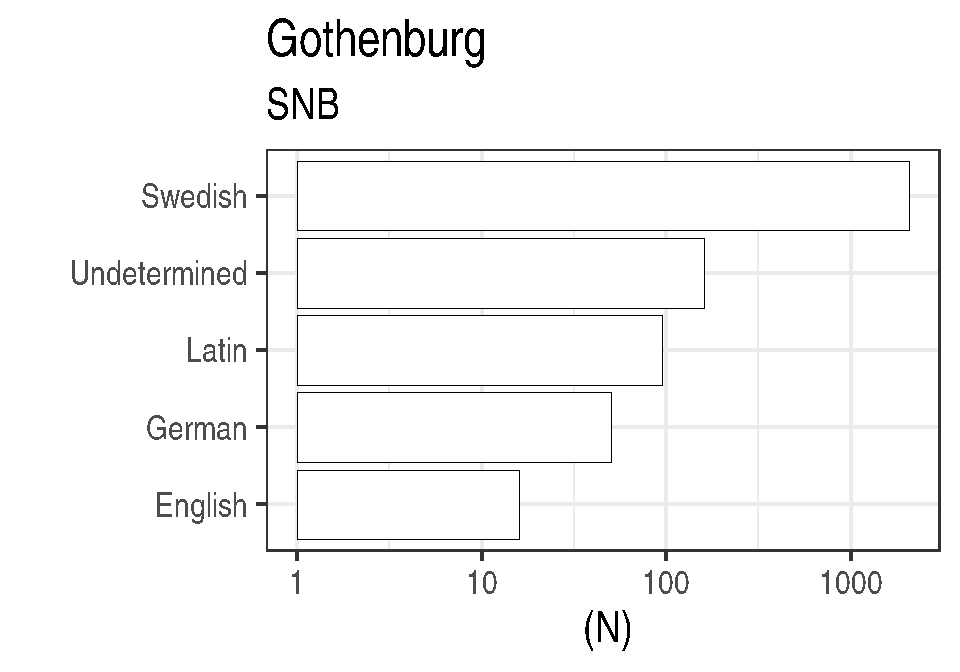 Gothenburg
SNB
Swedish
Undetermined
Latin
German
English
1 10 100 1000
(N)